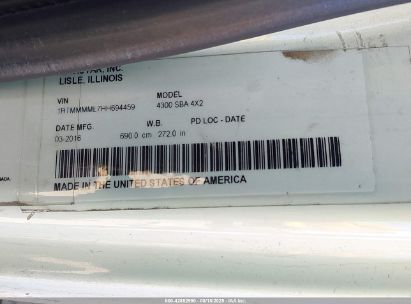 INC.
LISLE, ILLINOIS
VIN MODEL
4300 SBA 4X2
DATE MFG. W.B. PD LOC - DATE
03-2016 690.0 cm 272.0 in
MADE IN THE UNITED STATES OF AMERICA